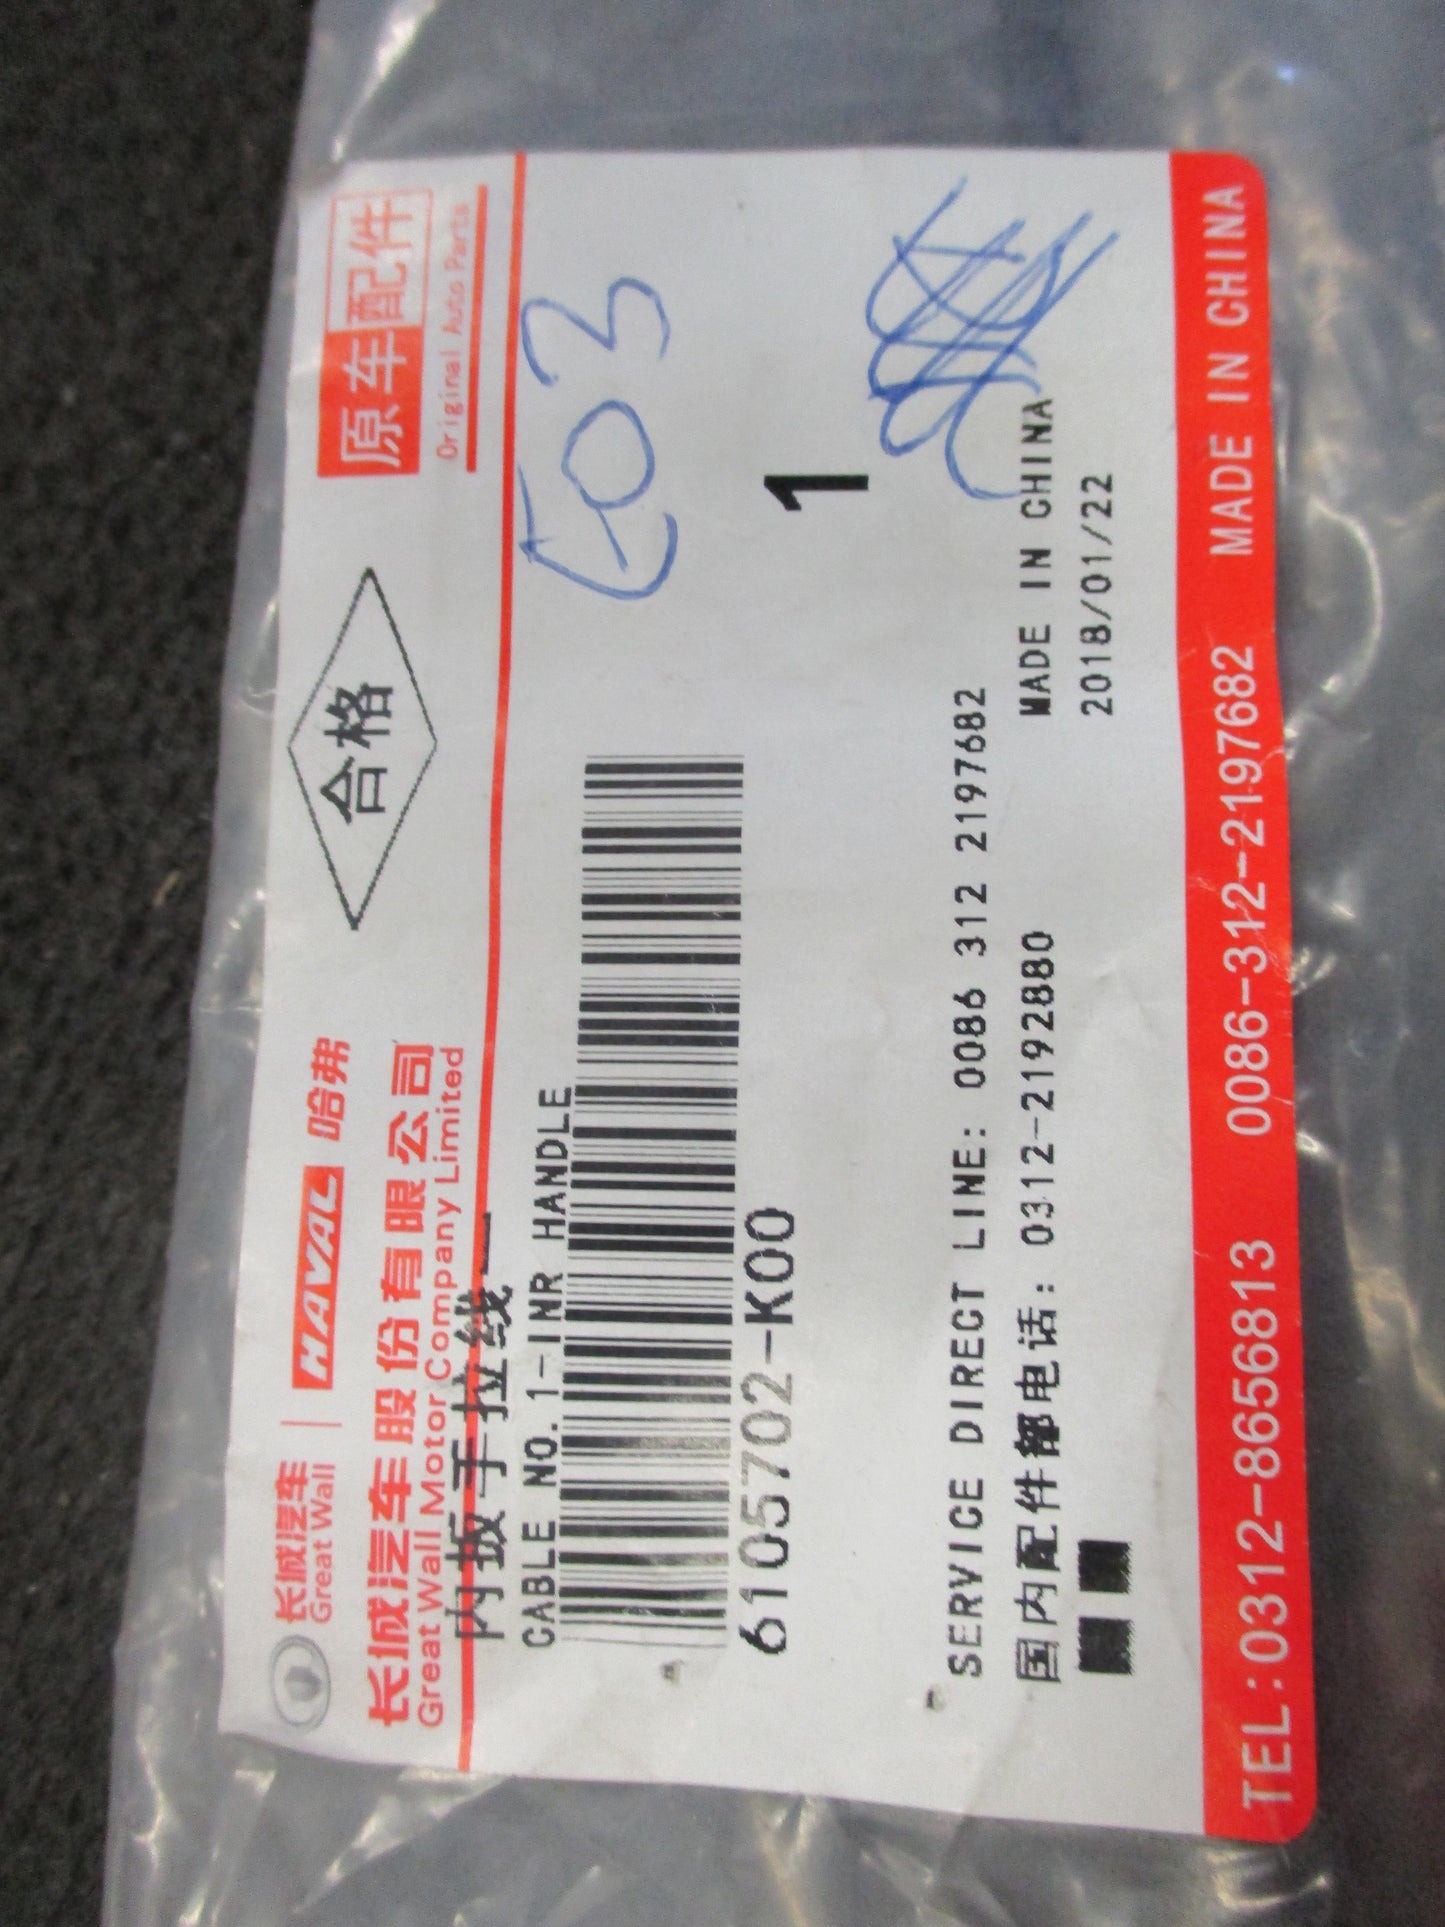 长城汽车
Great Wall
HAVAL 哈弗
长城汽车股份有限公司
Great Wall Motor Company Limited
合格
原车配件
Original Auto Parts
内扳手拉线一
CABLE NO.1-INR HANDLE
6105702-K00
1
E03
SERVICE DIRECT LINE: 0086 312 2197682
国内配件部电话: 0312-2192880
MADE IN CHINA
2018/01/22
TEL:0312-8656813 0086-312-2197682 MADE IN CHINA